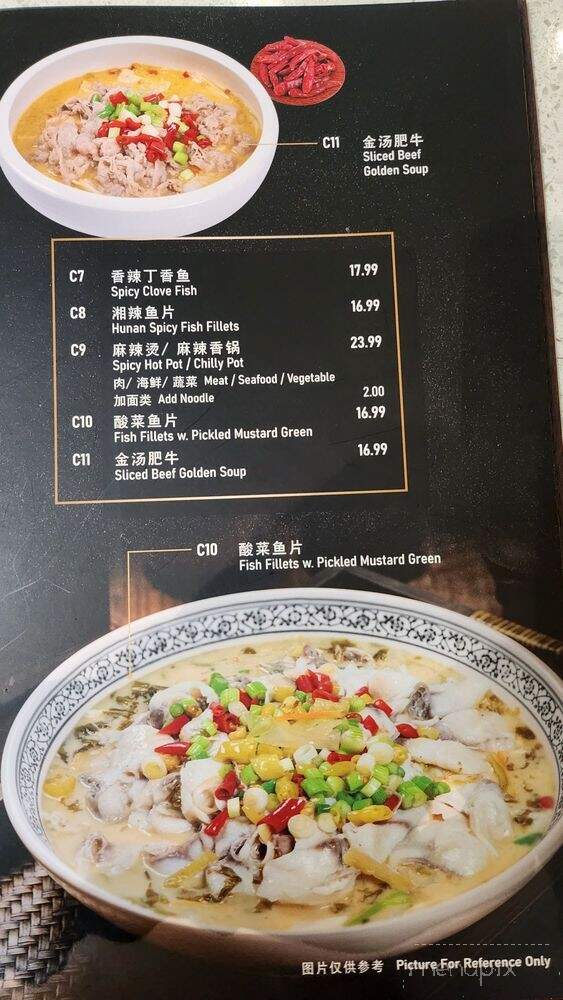 C11 金汤肥牛
Sliced Beef
Golden Soup
C7 香辣丁香鱼 17.99
Spicy Clove Fish
C8 湘辣鱼片 16.99
Hunan Spicy Fish Fillets
C9 麻辣烫/ 麻辣香锅 23.99
Spicy Hot Pot / Chilly Pot
肉/ 海鲜/ 蔬菜 Meat / Seafood / Vegetable
加面类 Add Noodle 2.00
C10 酸菜鱼片 16.99
Fish Fillets w. Pickled Mustard Green
C11 金汤肥牛 16.99
Sliced Beef Golden Soup
C10 酸菜鱼片
Fish Fillets w. Pickled Mustard Green
图片仅供参考 Picture For Reference Only
menupix